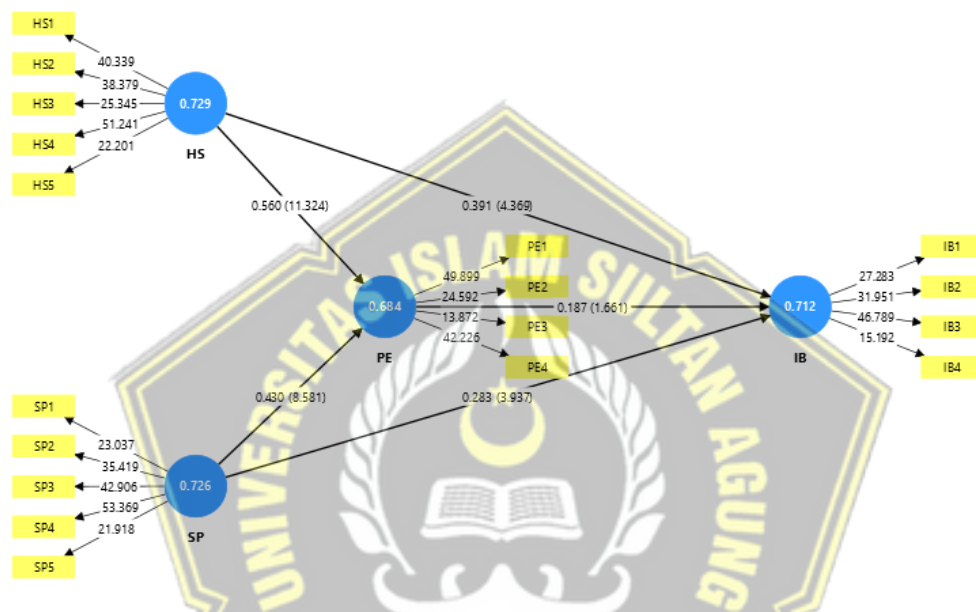 HS1
HS2
HS3
HS4
HS5
40.339
38.379
25.345
51.241
22.201
0.729
HS
0.560 (11.324)
0.391 (4.369)
PE1
PE2
PE3
PE4
49.899
24.592
13.872
42.226
0.684
PE
0.187 (1.661)
IB1
IB2
IB3
IB4
27.283
31.951
46.789
15.192
0.712
IB
0.430 (8.581)
0.283 (3.937)
SP1
SP2
SP3
SP4
SP5
23.037
35.419
42.906
53.369
21.918
0.726
SP
UNIVERSITAS ISLAM SULTAN AGUNG